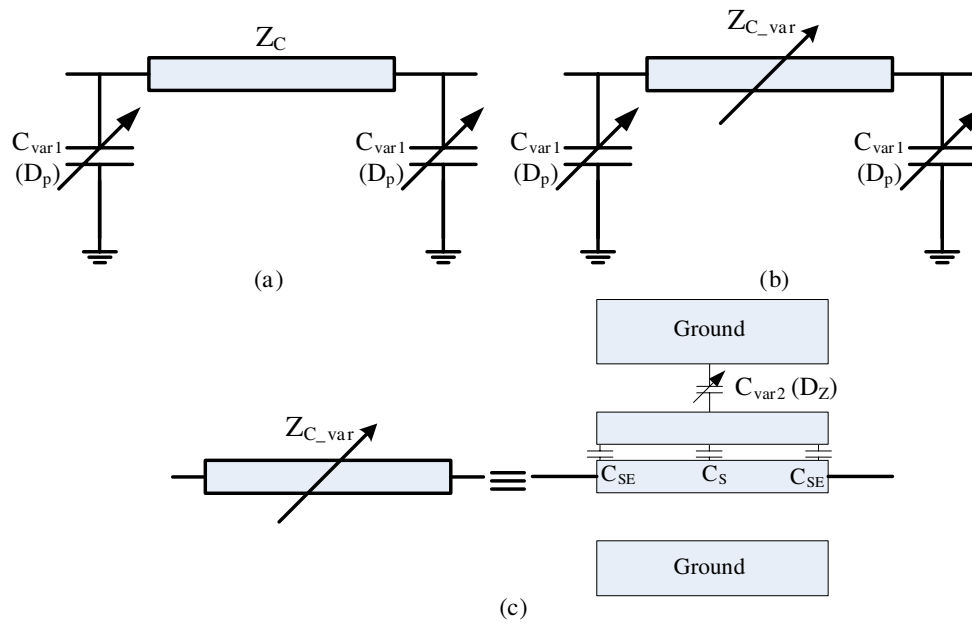 Z_C
C_var1
(D_p)
C_var1
(D_p)
(a)
Z_C_var
C_var1
(D_p)
C_var1
(D_p)
(b)
Ground
C_var2 (D_Z)
Z_C_var
C_SE
C_S
C_SE
Ground
(c)